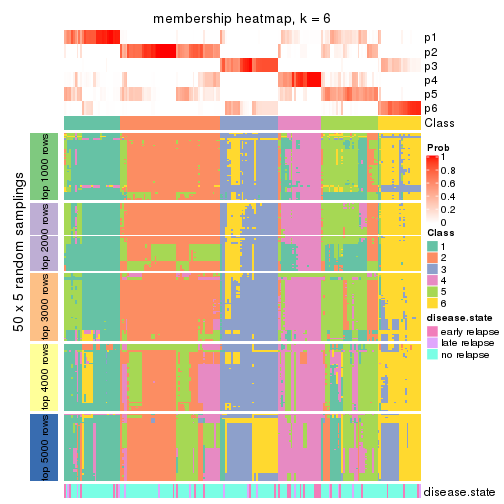 membership heatmap, k = 6
p1
p2
p3
p4
p5
p6
Class
50 x 5 random samplings
top 1000 rows
top 2000 rows
top 3000 rows
top 4000 rows
top 5000 rows
disease.state
Prob
1
0.8
0.6
0.4
0.2
0
Class
1
2
3
4
5
6
disease.state
early relapse
late relapse
no relapse